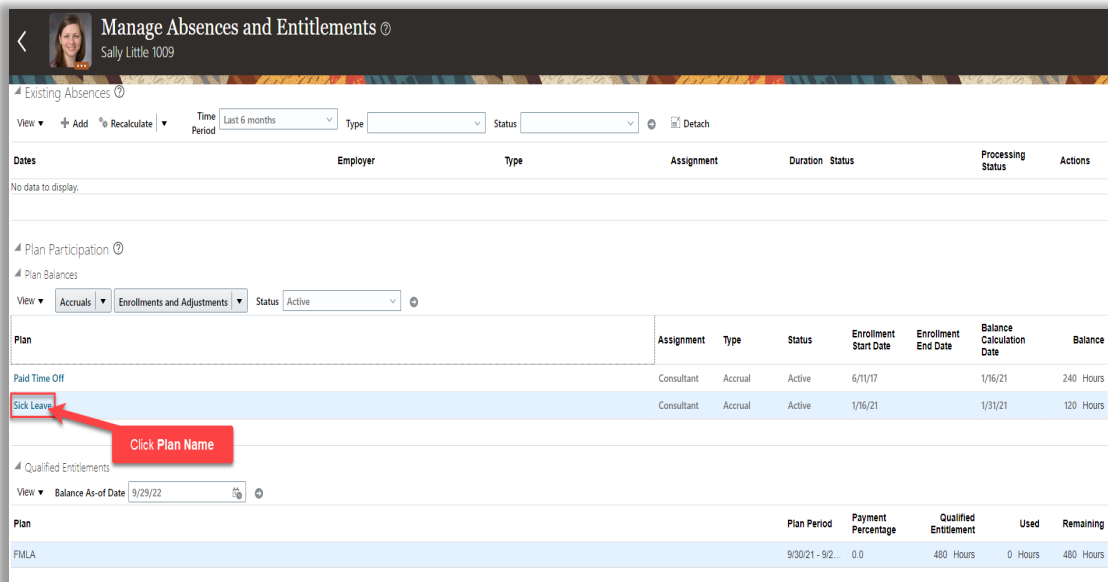 Manage Absences and Entitlements
Sally Little 1009
Existing Absences
View Add Recalculate Time Period Last 6 months Type Status Detach
Dates Employer Type Assignment Duration Status Processing Status Actions
No data to display.
Plan Participation
Plan Balances
View Accruals Enrollments and Adjustments Status Active
Plan Assignment Type Status Enrollment Start Date Enrollment End Date Balance Calculation Date Balance
Paid Time Off Consultant Accrual Active 6/11/17 1/16/21 240 Hours
Sick Leave Consultant Accrual Active 1/16/21 1/31/21 120 Hours
Click Plan Name
Qualified Entitlements
View Balance As-of Date 9/29/22
Plan Plan Period Payment Percentage Qualified Entitlement Used Remaining
FMLA 9/30/21 - 9/2... 0.0 480 Hours 0 Hours 480 Hours